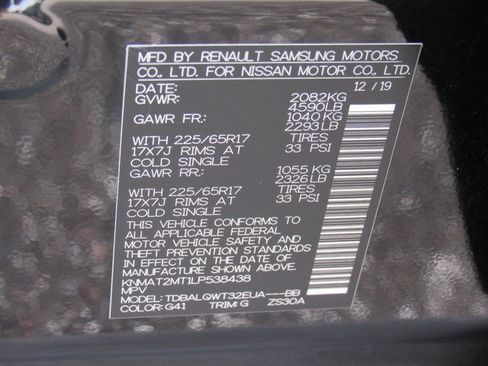 MFD BY RENAULT SAMSUNG MOTORS
CO., LTD. FOR NISSAN MOTOR CO., LTD.
DATE: 12 / 19
GVWR: 2082KG
4590LB
GAWR FR: 1040 KG
2293LB
WITH 225/65R17 TIRES
17X7J RIMS AT 33 PSI
COLD SINGLE
GAWR RR: 1055 KG
2326 LB
WITH 225/65R17 TIRES
17X7J RIMS AT 33 PSI
COLD SINGLE
THIS VEHICLE CONFORMS TO
ALL APPLICABLE FEDERAL
MOTOR VEHICLE SAFETY AND
THEFT PREVENTION STANDARDS
IN EFFECT ON THE DATE OF
MANUFACTURE SHOWN ABOVE.
KNMAT2MT1LP538438
MPV
MODEL: TDBALQWT32EUA---BB
COLOR: G41 TRIM: G ZS30A